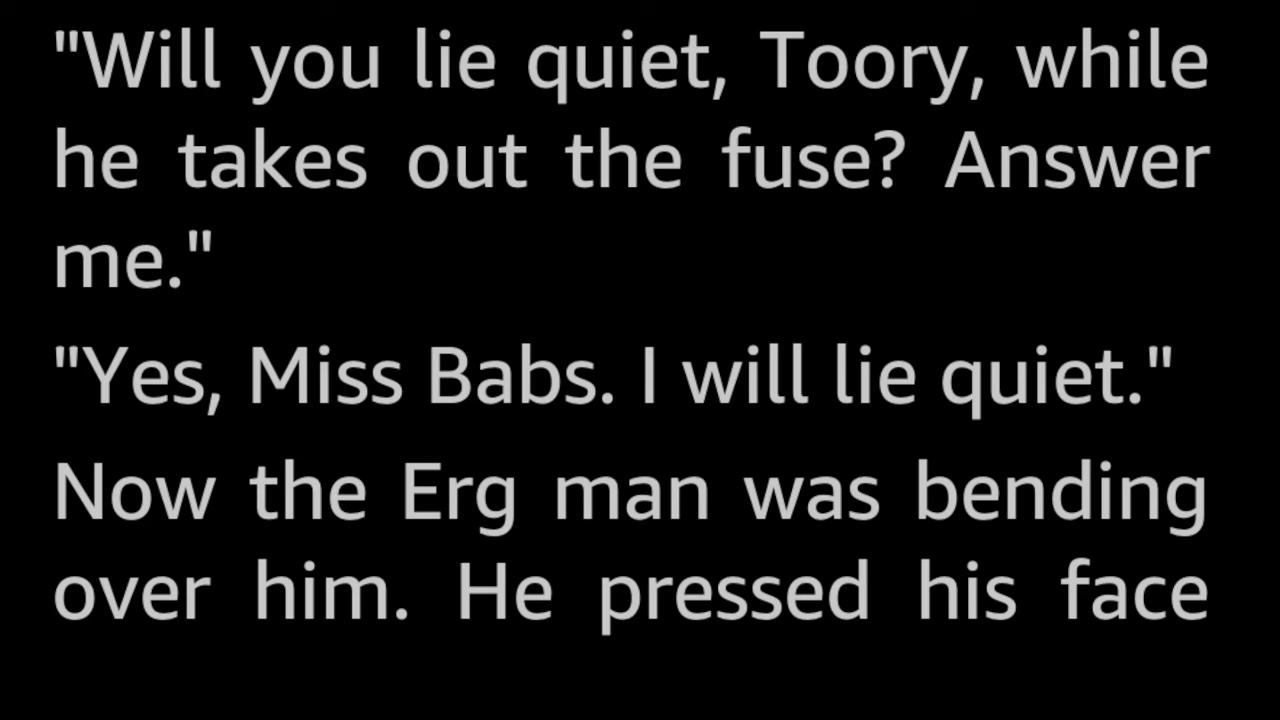 "Will you lie quiet, Toory, while
he takes out the fuse? Answer
me."
"Yes, Miss Babs. I will lie quiet."
Now the Erg man was bending
over him. He pressed his face